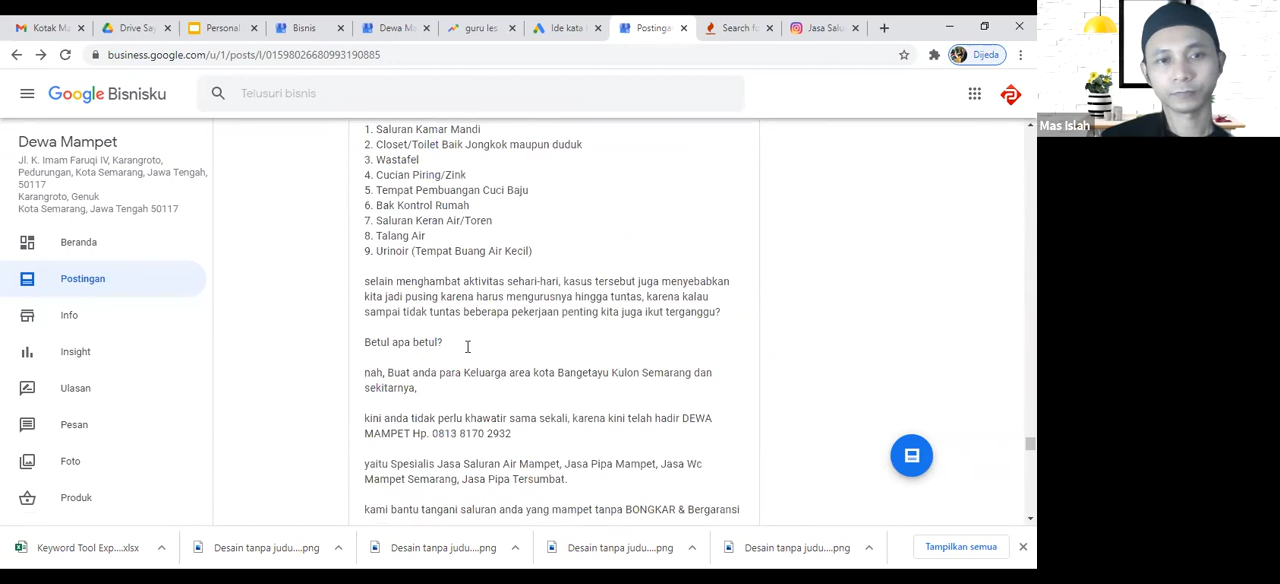 Kotak M
Drive Say
Personal
Bisnis
Dewa Ma
guru les
Ide kata
Postinga
Search fo
Jasa Salu
business.google.com/u/1/posts/l/01598026680993190885
Dijeda
Google Bisnisku
Telusuri bisnis
Mas Islah
Dewa Mampet
Jl. K. Imam Faruqi IV, Karangroto,
Pedurungan, Kota Semarang, Jawa Tengah,
50117
Karangroto, Genuk
Kota Semarang, Jawa Tengah 50117
Beranda
Postingan
Info
Insight
Ulasan
Pesan
Foto
Produk
1. Saluran Kamar Mandi
2. Closet/Toilet Baik Jongkok maupun duduk
3. Wastafel
4. Cucian Piring/Zink
5. Tempat Pembuangan Cuci Baju
6. Bak Kontrol Rumah
7. Saluran Keran Air/Toren
8. Talang Air
9. Urinoir (Tempat Buang Air Kecil)
selain menghambat aktivitas sehari-hari, kasus tersebut juga menyebabkan
kita jadi pusing karena harus mengurusnya hingga tuntas, karena kalau
sampai tidak tuntas beberapa pekerjaan penting kita juga ikut terganggu?
Betul apa betul?
nah, Buat anda para Keluarga area kota Bangetayu Kulon Semarang dan
sekitarnya,
kini anda tidak perlu khawatir sama sekali, karena kini telah hadir DEWA
MAMPET Hp. 0813 8170 2932
yaitu Spesialis Jasa Saluran Air Mampet, Jasa Pipa Mampet, Jasa Wc
Mampet Semarang, Jasa Pipa Tersumbat.
kami bantu tangani saluran anda yang mampet tanpa BONGKAR & Bergaransi
Keyword Tool Exp....xlsx
Desain tanpa judu....png
Desain tanpa judu....png
Desain tanpa judu....png
Desain tanpa judu....png
Tampilkan semua